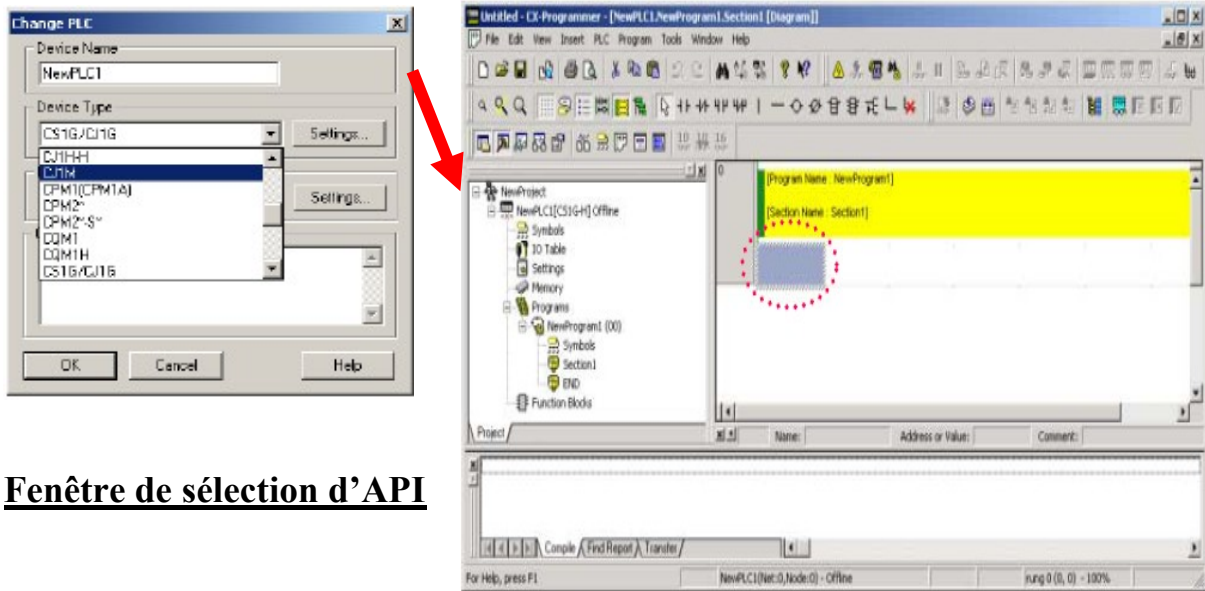 Change PLC
Device Name
NewPLC1
Device Type
CS1G/CJ1G
Settings...
CJ1H-H
CJ1M
CPM1(CPM1A)
CPM2*
CPM2*-S*
CQM1
CQM1H
CS1G/CJ1G
Settings...
OK
Cancel
Help
Fenêtre de sélection d’API
Untitled - CX-Programmer - [NewPLC1.NewProgram1.Section1 [Diagram]]
File Edit View Insert PLC Program Tools Window Help
NewProject
NewPLC1[CS1G-H] Offline
Symbols
IO Table
Settings
Memory
Programs
NewProgram1 (00)
Symbols
Section1
END
Function Blocks
Project
0
[Program Name : NewProgram1]
[Section Name : Section1]
Name:
Address or Value:
Comment:
Compile
Find Report
Transfer
For Help, press F1
NewPLC1(Net:0,Node:0) - Offline
rung 0 (0, 0) - 100%